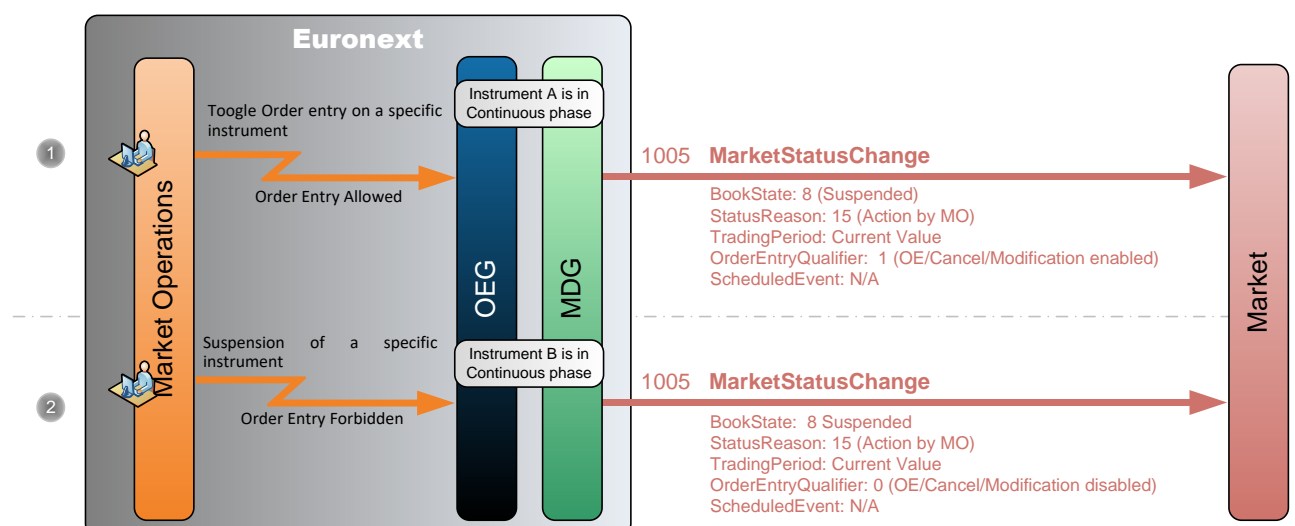 Euronext
Instrument A is in
Continuous phase
Toogle Order entry on a specific
instrument
1
Order Entry Allowed
1005 MarketStatusChange
BookState: 8 (Suspended)
StatusReason: 15 (Action by MO)
TradingPeriod: Current Value
OrderEntryQualifier: 1 (OE/Cancel/Modification enabled)
ScheduledEvent: N/A
Market Operations
OEG
MDG
Market
Suspension of a specific
instrument
Instrument B is in
Continuous phase
2
Order Entry Forbidden
1005 MarketStatusChange
BookState: 8 Suspended
StatusReason: 15 (Action by MO)
TradingPeriod: Current Value
OrderEntryQualifier: 0 (OE/Cancel/Modification disabled)
ScheduledEvent: N/A